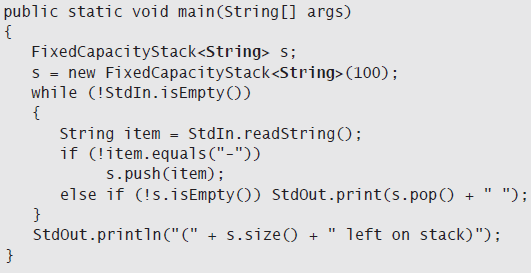 public static void main(String[] args)
{
   FixedCapacityStack<String> s;
   s = new FixedCapacityStack<String>(100);
   while (!StdIn.isEmpty())
   {
      String item = StdIn.readString();
      if (!item.equals("-"))
           s.push(item);
      else if (!s.isEmpty()) StdOut.print(s.pop() + " ");
   }
   StdOut.println("(" + s.size() + " left on stack)");
}